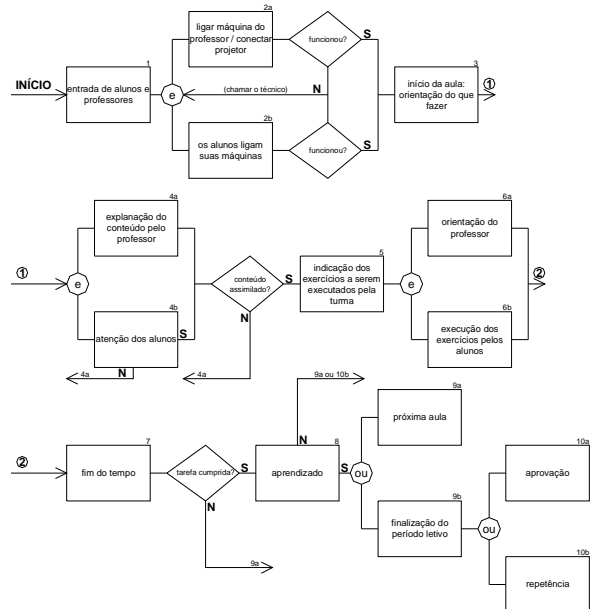 INÍCIO
1
entrada de alunos e
professores
e
2a
ligar máquina do
professor / conectar
projetor
funcionou?
S
(chamar o técnico)
N
2b
os alunos ligam
suas máquinas
funcionou?
S
3
início da aula:
orientação do que
fazer
1
1
e
4a
explanação do
conteúdo pelo
professor
4b
atenção dos alunos
S
N
4a
conteúdo
assimilado?
S
N
4a
5
indicação dos
exercícios a serem
executados pela
turma
e
6a
orientação do
professor
6b
execução dos
exercícios pelos
alunos
2
2
7
fim do tempo
tarefa cumprida?
S
N
9a
8
aprendizado
N
9a ou 10b
S
ou
9a
próxima aula
9b
finalização do
período letivo
ou
10a
aprovação
10b
repetência